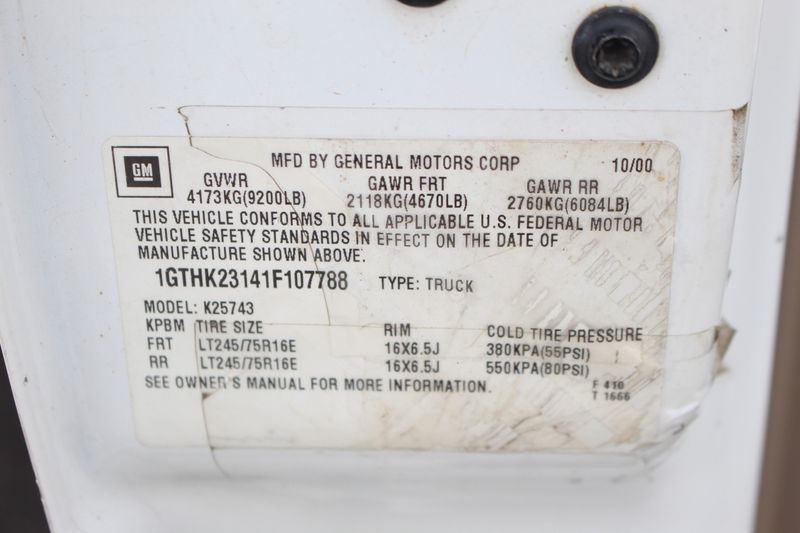 GM
MFD BY GENERAL MOTORS CORP 10/00
GVWR GAWR FRT GAWR RR
4173KG(9200LB) 2118KG(4670LB) 2760KG(6084LB)
THIS VEHICLE CONFORMS TO ALL APPLICABLE U.S. FEDERAL MOTOR
VEHICLE SAFETY STANDARDS IN EFFECT ON THE DATE OF
MANUFACTURE SHOWN ABOVE.
1GTHK23141F107788 TYPE: TRUCK
MODEL: K25743
KPBM TIRE SIZE RIM COLD TIRE PRESSURE
FRT LT245/75R16E 16X6.5J 380KPA(55PSI)
RR LT245/75R16E 16X6.5J 550KPA(80PSI)
SEE OWNER'S MANUAL FOR MORE INFORMATION. F 410
T 1666